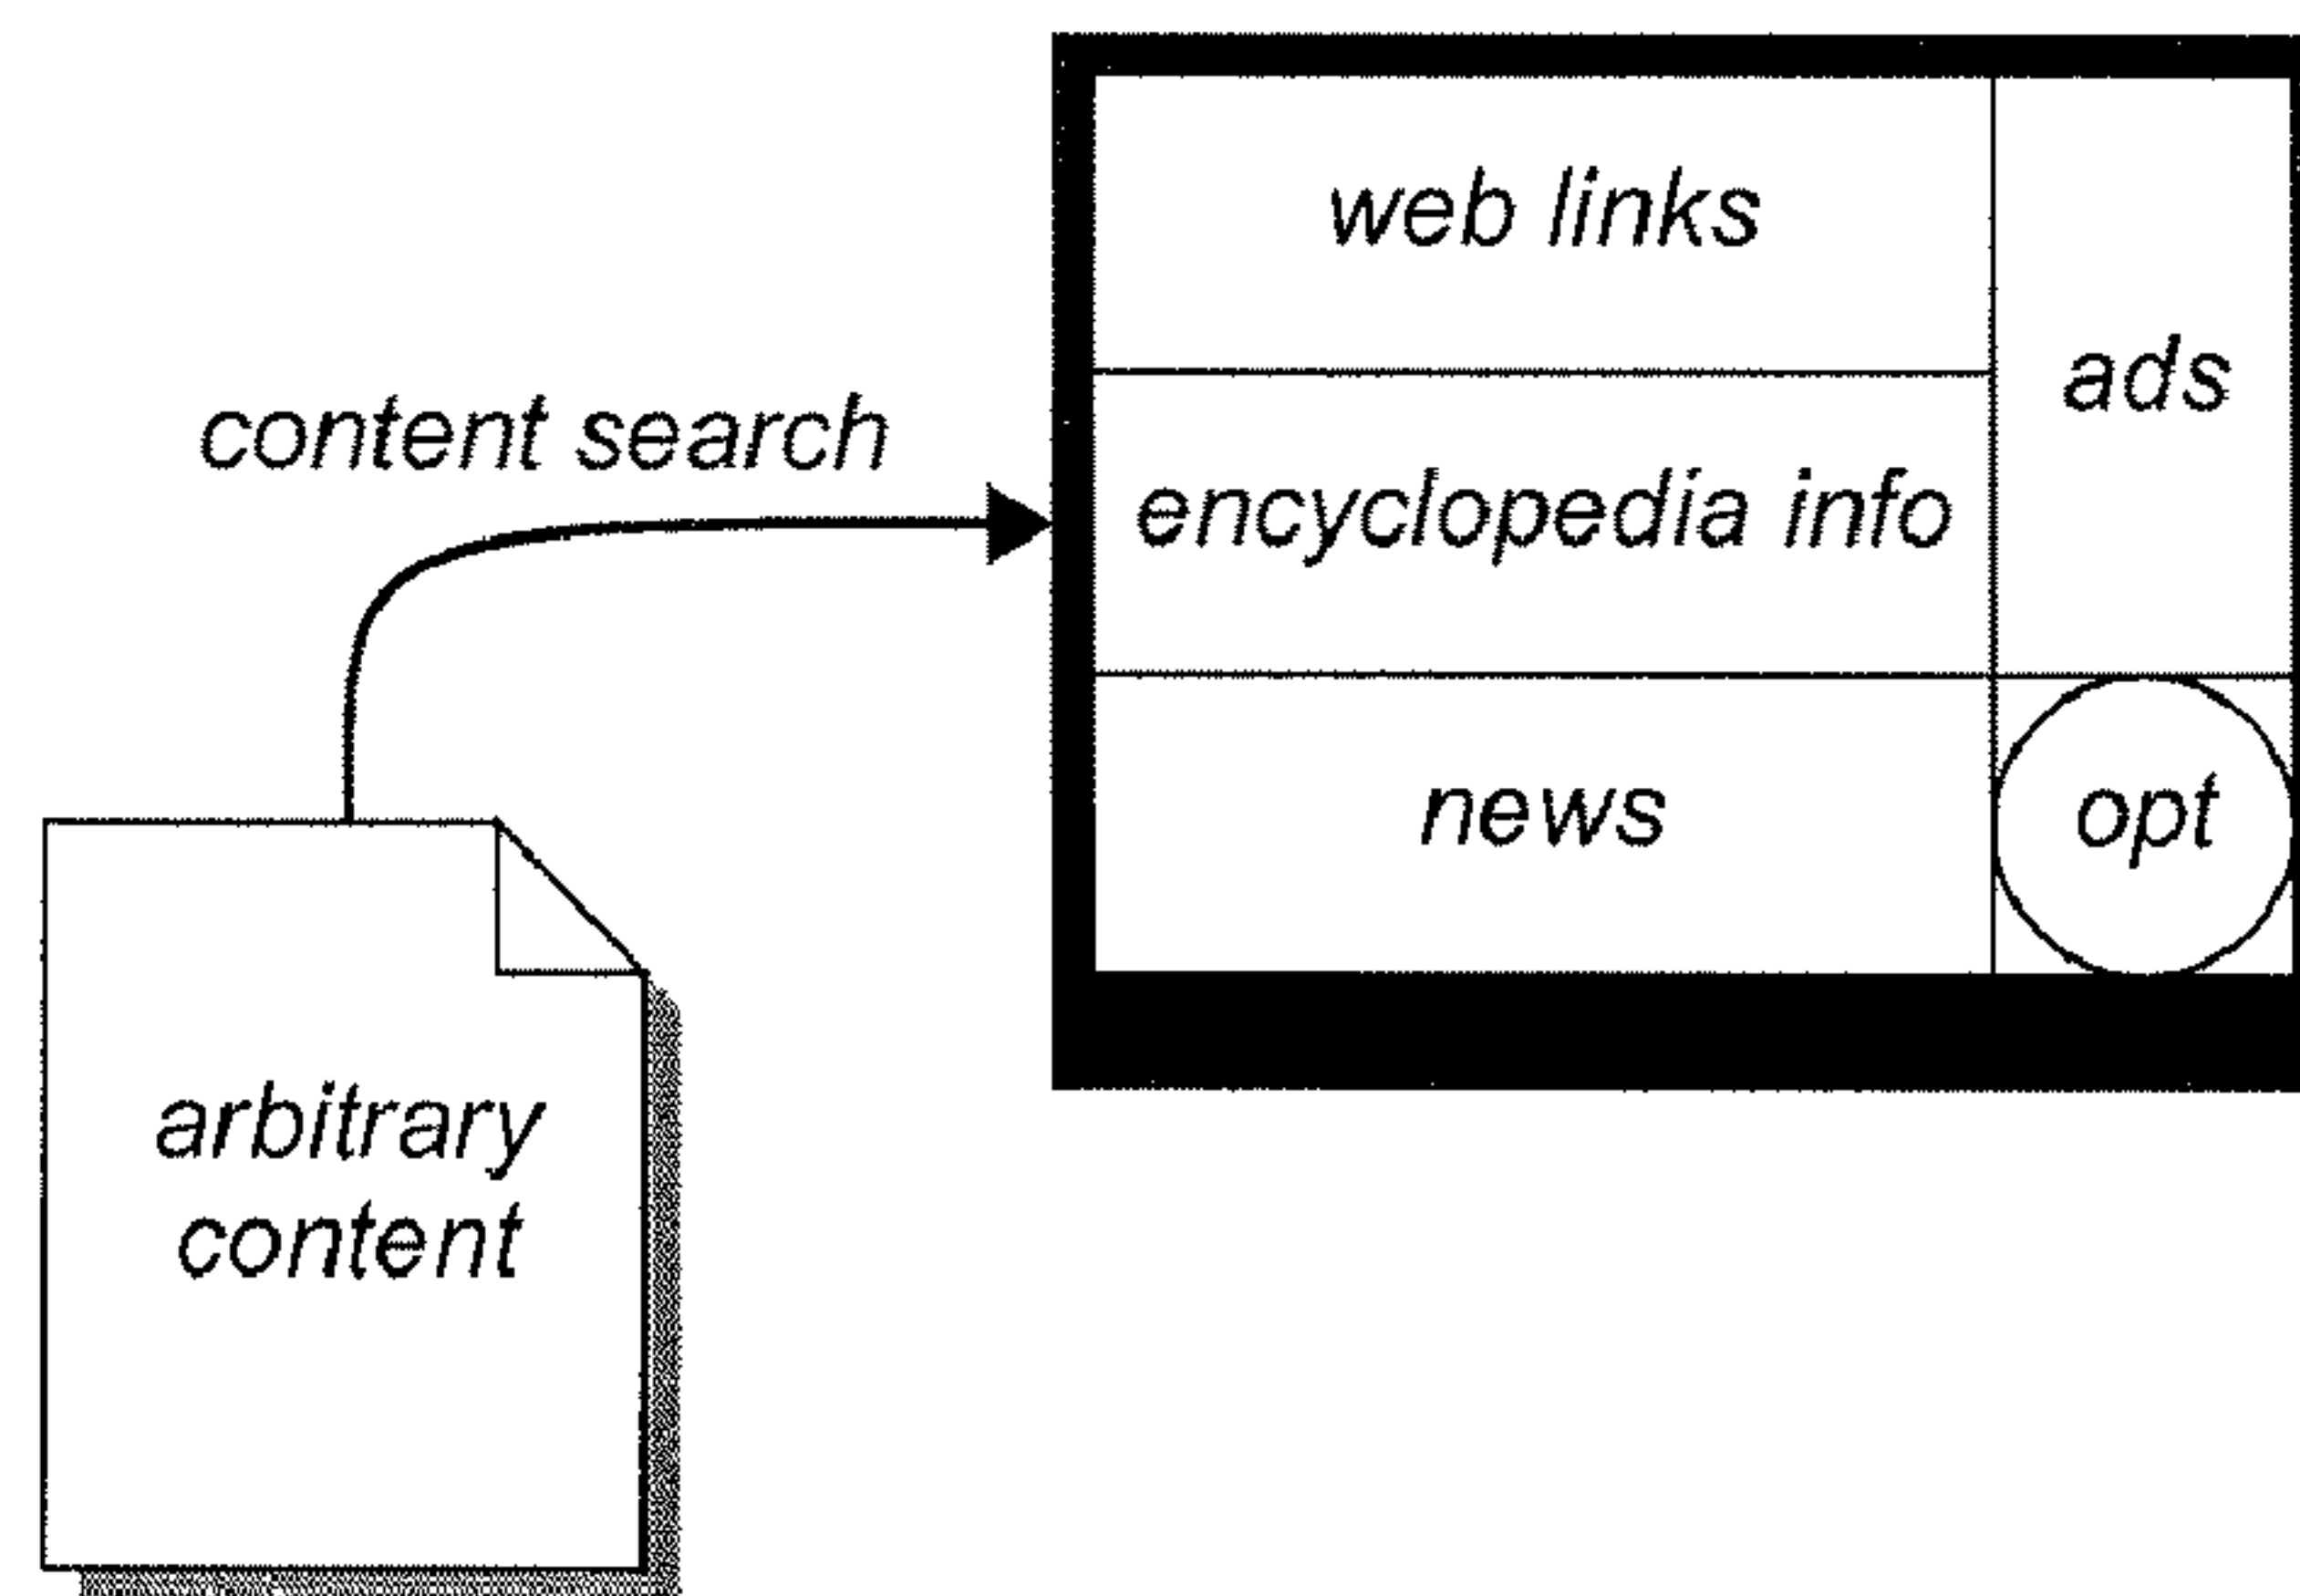 web links
ads
content search
encyclopedia info
news
opt
arbitrary
content